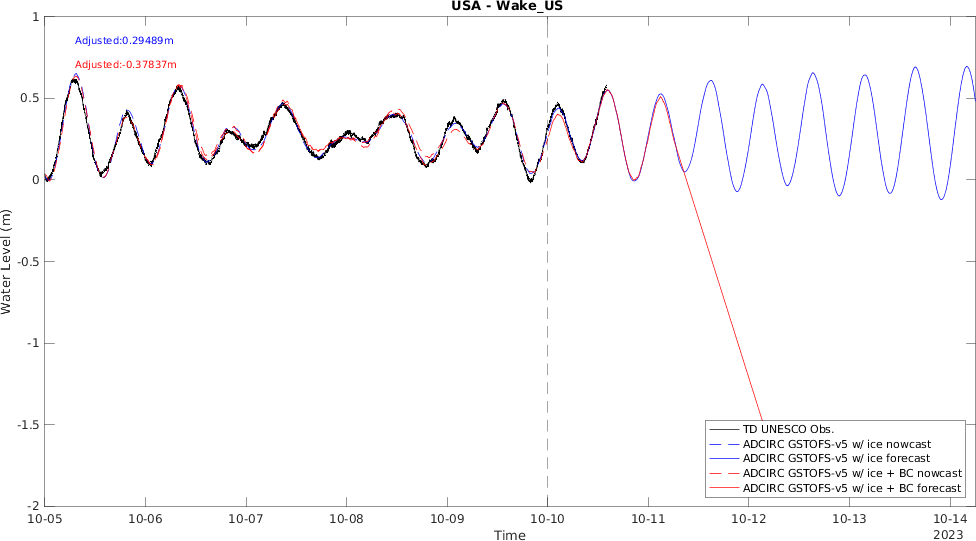 USA - Wake_US
Adjusted:0.29489m
Adjusted:-0.37837m
1
0.5
0
-0.5
-1
-1.5
-2
Water Level (m)
TD UNESCO Obs.
ADCIRC GSTOFS-v5 w/ ice nowcast
ADCIRC GSTOFS-v5 w/ ice forecast
ADCIRC GSTOFS-v5 w/ ice + BC nowcast
ADCIRC GSTOFS-v5 w/ ice + BC forecast
10-05 10-06 10-07 10-08 10-09 10-10 10-11 10-12 10-13 10-14
Time
2023